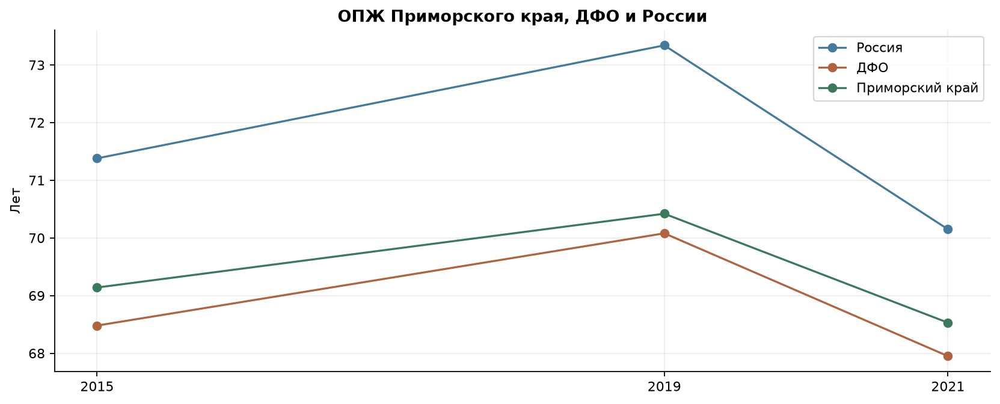 ОПЖ Приморского края, ДФО и России
Россия
ДФО
Приморский край
Лет
73
72
71
70
69
68
2015
2019
2021